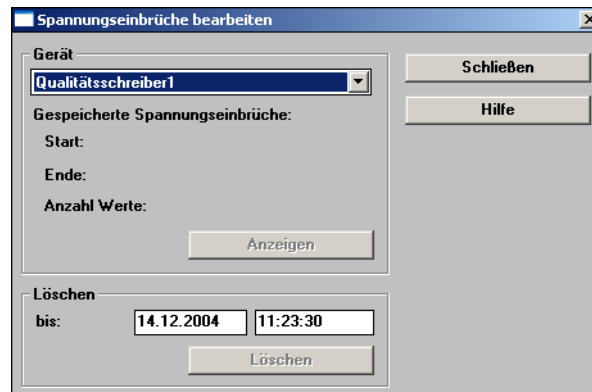 Spannungseinbrüche bearbeiten
Gerät
Qualitätsschreiber1
Gespeicherte Spannungseinbrüche:
Start:
Ende:
Anzahl Werte:
Anzeigen
Schließen
Hilfe
Löschen
bis: 14.12.2004 11:23:30
Löschen